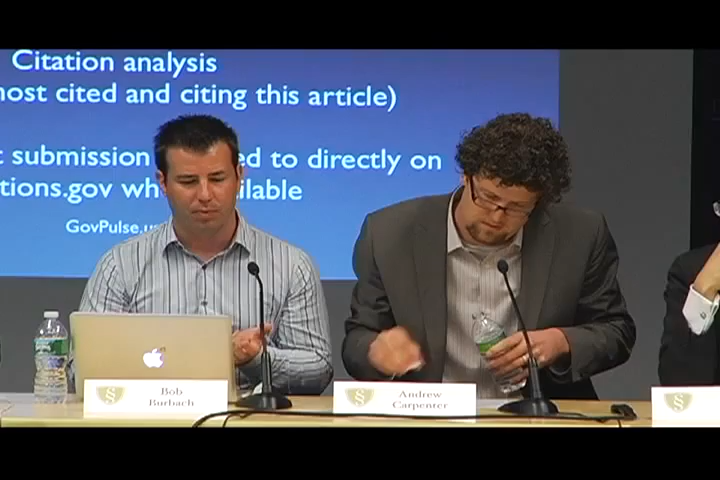 Citation analysis
ost cited and citing this article)
submission
ed to directly on
tions.gov wh
ilable
GovPulse.u
Bob
Burbach
Andrew
Carpenter